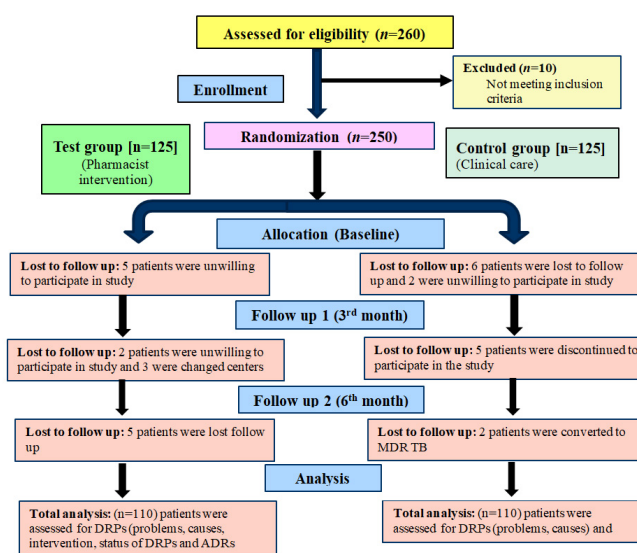 Assessed for eligibility (n=260)
Excluded (n=10)
Not meeting inclusion
criteria
Enrollment
Randomization (n=250)
Test group [n=125]
(Pharmacist
intervention)
Control group [n=125]
(Clinical care)
Allocation (Baseline)
Lost to follow up: 5 patients were unwilling
to participate in study
Lost to follow up: 6 patients were lost to follow
up and 2 were unwilling to participate in study
Follow up 1 (3rd month)
Lost to follow up: 2 patients were unwilling to
participate in study and 3 were changed centers
Lost to follow up: 5 patients were discontinued to
participate in the study
Follow up 2 (6th month)
Lost to follow up: 5 patients were lost follow
up
Lost to follow up: 2 patients were converted to
MDR TB
Analysis
Total analysis: (n=110) patients were
assessed for DRPs (problems, causes,
intervention, status of DRPs and ADRs
Total analysis: (n=110) patients were
assessed for DRPs (problems, causes) and